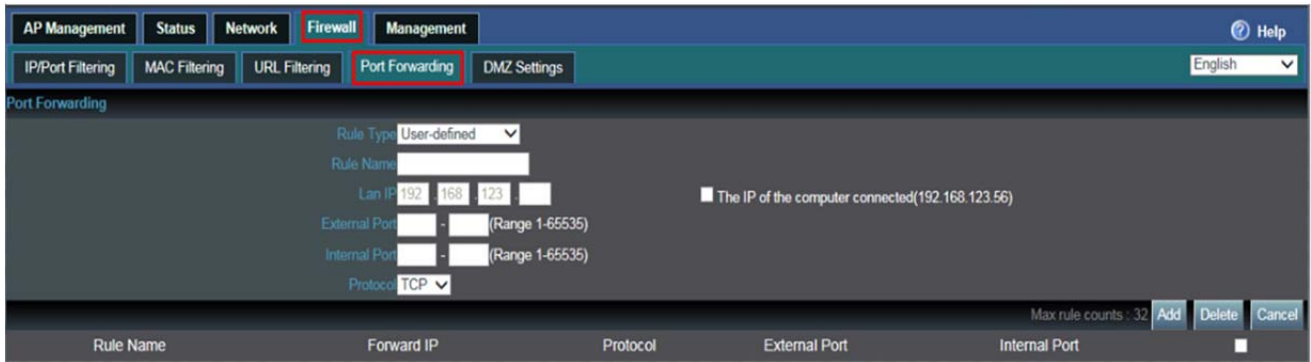 AP Management Status Network Firewall Management Help
IP/Port Filtering MAC Filtering URL Filtering Port Forwarding DMZ Settings English
Port Forwarding
Rule Type User-defined
Rule Name
Lan IP 192 .168 .123 . The IP of the computer connected(192.168.123.56)
External Port - (Range 1-65535)
Internal Port - (Range 1-65535)
Protocol TCP
Max rule counts : 32 Add Delete Cancel
Rule Name Forward IP Protocol External Port Internal Port